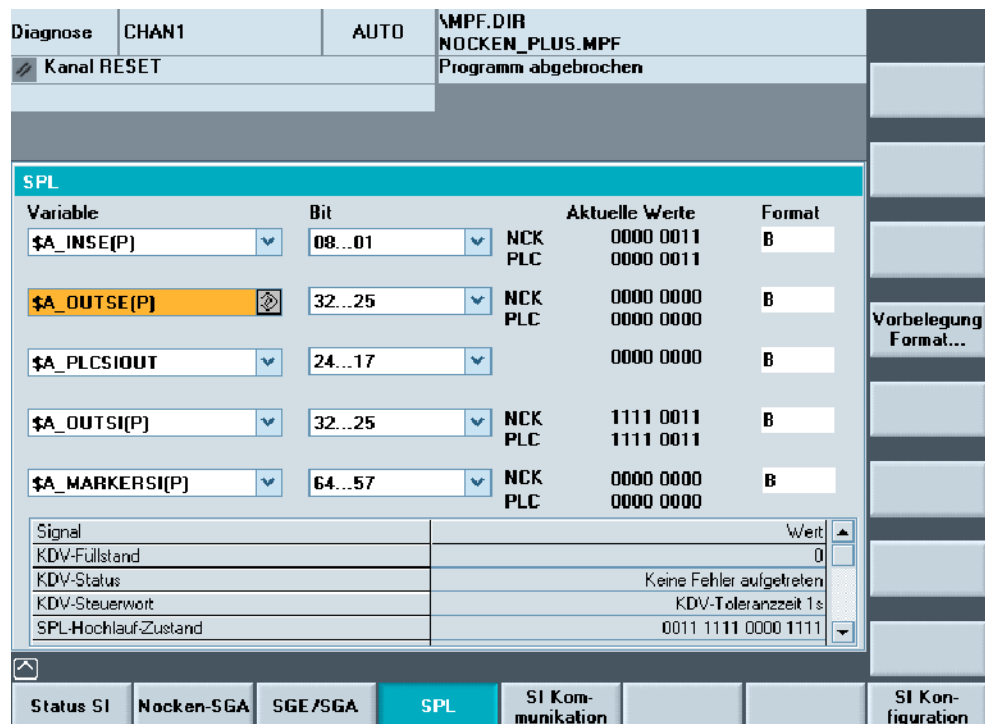 Diagnose CHAN1 AUTO \MPF.DIR
NOCKEN_PLUS.MPF
Kanal RESET Programm abgebrochen
SPL
Variable Bit Aktuelle Werte Format
$A_INSE(P) 08...01 NCK 0000 0011 B
PLC 0000 0011
$A_OUTSE(P) 32...25 NCK 0000 0000 B
PLC 0000 0000
Vorbelegung
Format...
$A_PLCSIOUT 24...17 0000 0000 B
$A_OUTSI(P) 32...25 NCK 1111 0011 B
PLC 1111 0011
$A_MARKERSI(P) 64...57 NCK 0000 0000 B
PLC 0000 0000
Signal Wert
KDV-Füllstand 0
KDV-Status Keine Fehler aufgetreten
KDV-Steuerwort KDV-Toleranzzeit 1s
SPL-Hochlauf-Zustand 0011 1111 0000 1111
Status SI Nocken-SGA SGE/SGA SPL SI Kom-
munikation SI Kon-
figuration